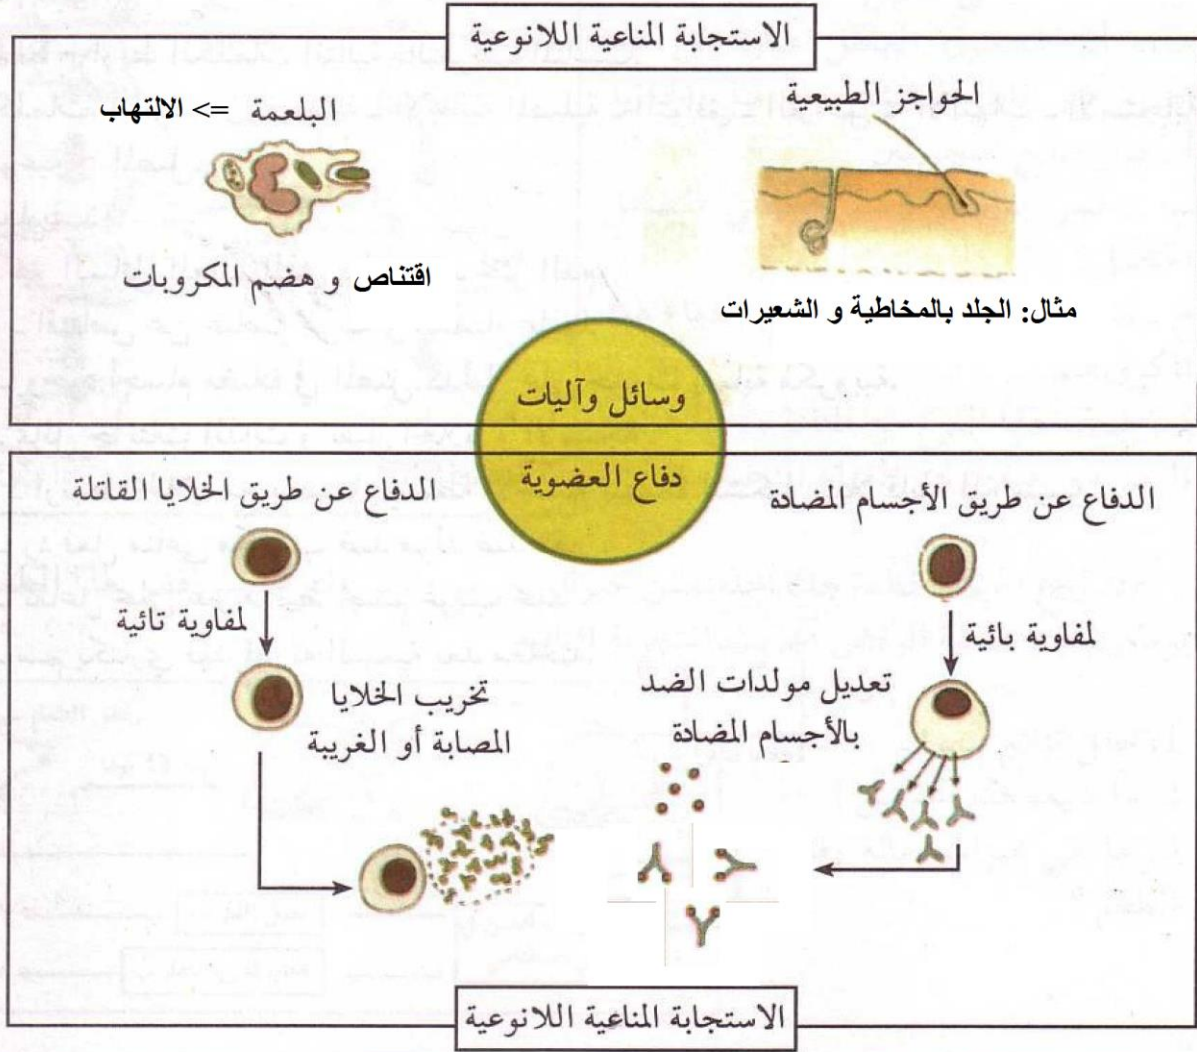 الاستجابة المناعية اللانوعية
الحواجز الطبيعية
مثال: الجلد بالمخاطية و الشعيرات
البلعمة => الالتهاب
اقتناص و هضم المكروبات
وسائل وآليات
دفاع العضوية
الدفاع عن طريق الأجسام المضادة
لمفاوية بائية
تعديل مولدات الضد
بالأجسام المضادة
الدفاع عن طريق الخلايا القاتلة
لمفاوية تائية
تخريب الخلايا
المصابة أو الغريبة
الاستجابة المناعية اللانوعية